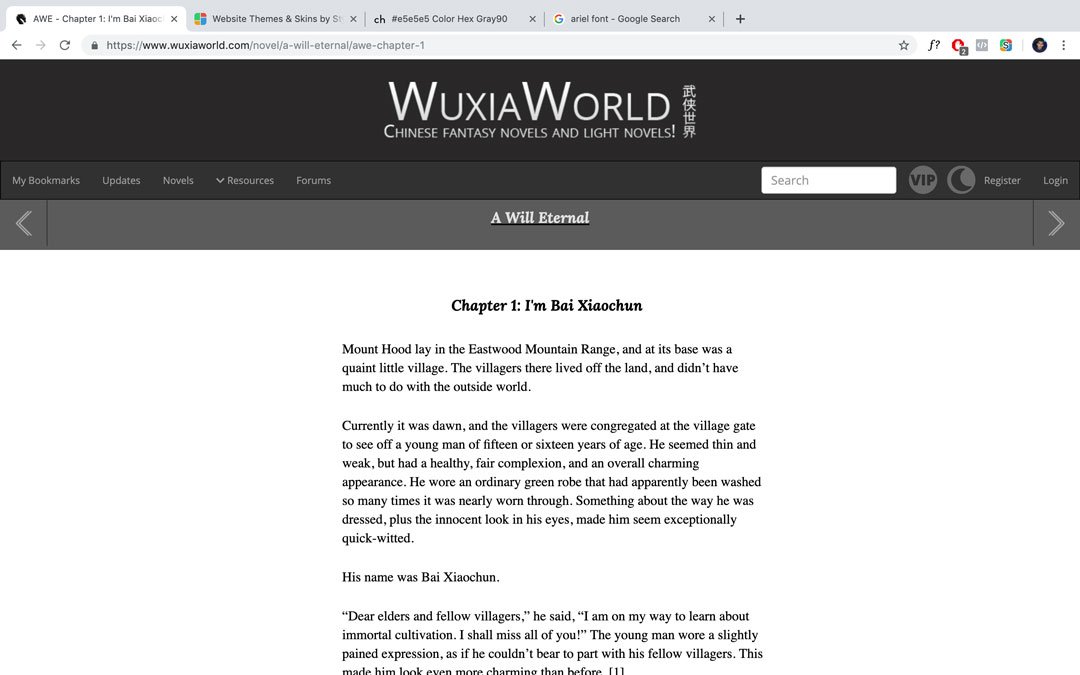 AWE - Chapter 1: I'm Bai Xiaoc
Website Themes & Skins by St
ch #e5e5e5 Color Hex Gray90
ariel font - Google Search
https://www.wuxiaworld.com/novel/a-will-eternal/awe-chapter-1
f?
2
WUXIAWORLD
武侠世界
CHINESE FANTASY NOVELS AND LIGHT NOVELS!
My Bookmarks
Updates
Novels
Resources
Forums
Search
VIP
Register
Login
A Will Eternal
Chapter 1: I'm Bai Xiaochun
Mount Hood lay in the Eastwood Mountain Range, and at its base was a
quaint little village. The villagers there lived off the land, and didn’t have
much to do with the outside world.
Currently it was dawn, and the villagers were congregated at the village gate
to see off a young man of fifteen or sixteen years of age. He seemed thin and
weak, but had a healthy, fair complexion, and an overall charming
appearance. He wore an ordinary green robe that had apparently been washed
so many times it was nearly worn through. Something about the way he was
dressed, plus the innocent look in his eyes, made him seem exceptionally
quick-witted.
His name was Bai Xiaochun.
“Dear elders and fellow villagers,” he said, “I am on my way to learn about
immortal cultivation. I shall miss all of you!” The young man wore a slightly
pained expression, as if he couldn’t bear to part with his fellow villagers. This
made him look even more charming than before. [1]